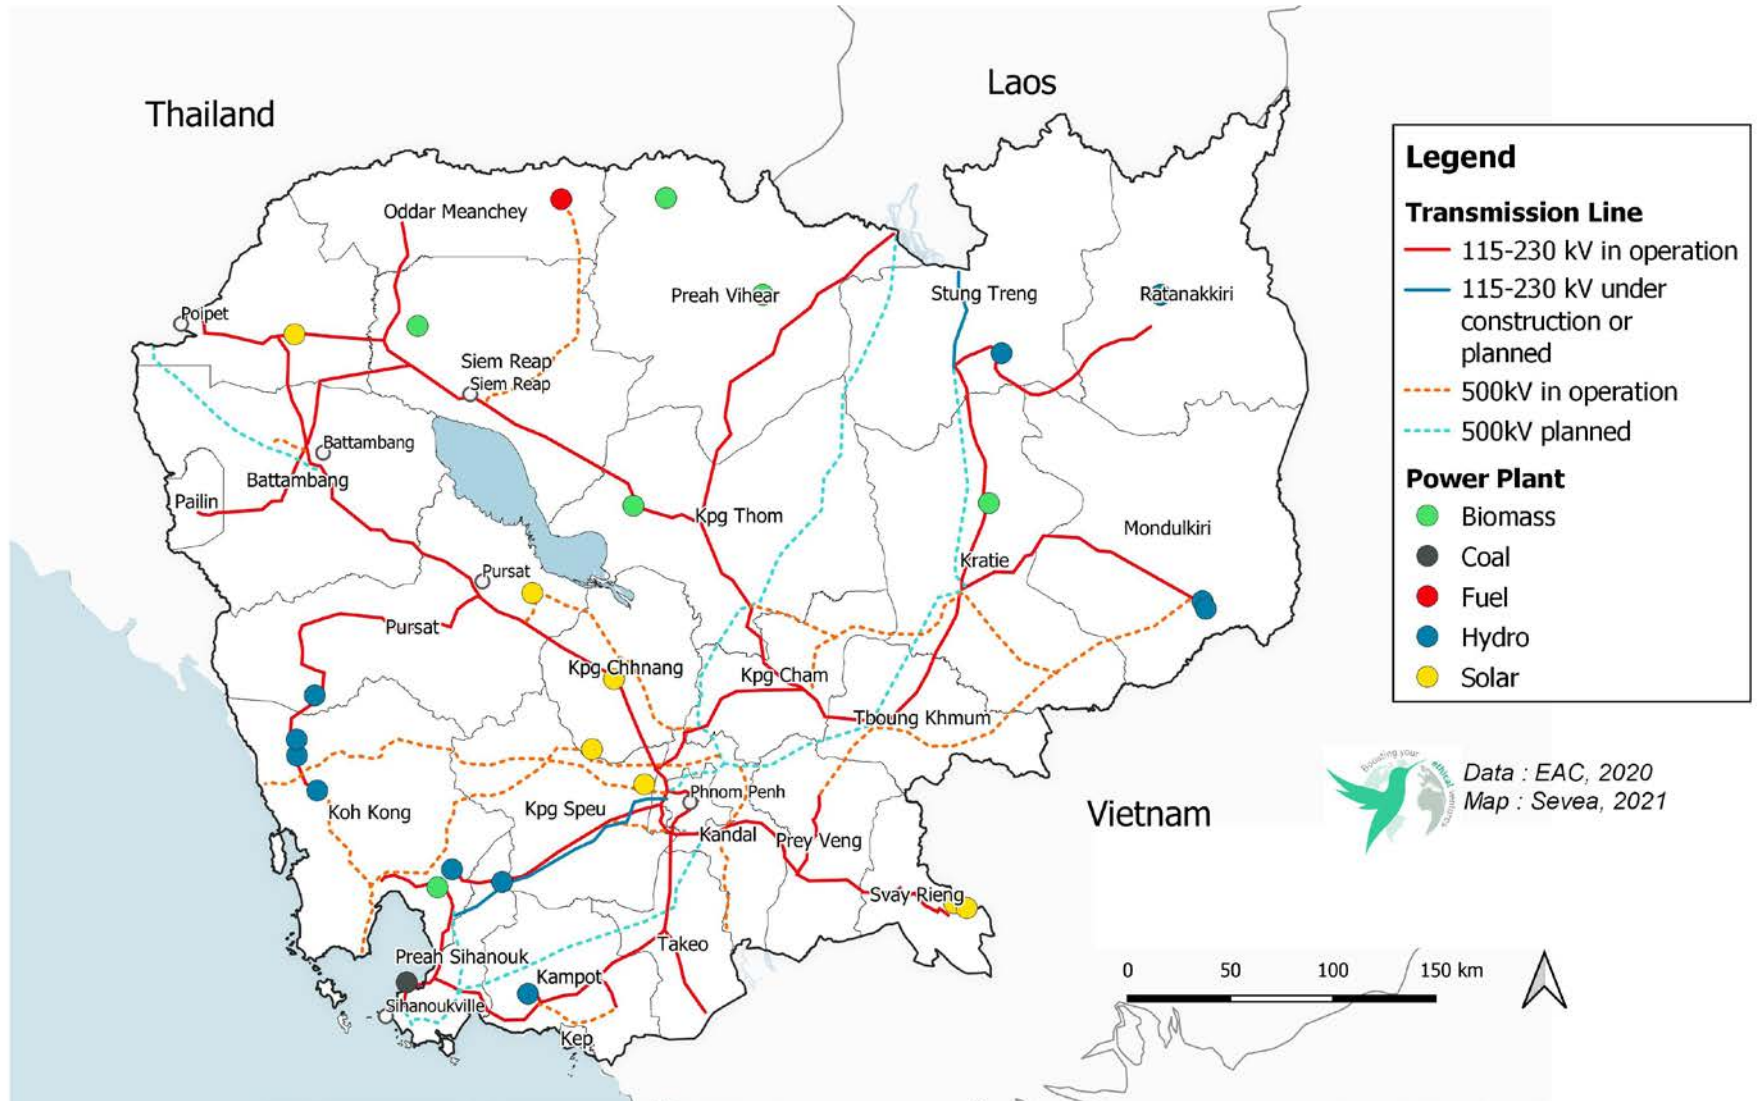 Laos
Thailand
Oddar Meanchey
Preah Vihear
Stung Treng
Ratanakkiri
Poipet
Siem Reap
Siem Reap
Battambang
Battambang
Pailin
Kpg Thom
Mondulkiri
Kratie
Pursat
Pursat
Kpg Chhnang
Kpg Cham
Tboung Khmum
Phnom Penh
Kpg Speu
Koh Kong
Kandal
Prey Veng
Vietnam
Svay Rieng
Takeo
Preah Sihanouk
Kampot
Sihanoukville
Kep
Legend
Transmission Line
115-230 kV in operation
115-230 kV under
construction or
planned
500kV in operation
500kV planned
Power Plant
Biomass
Coal
Fuel
Hydro
Solar
Boosting your
ethical ventures
Data : EAC, 2020
Map : Sevea, 2021
0 50 100 150 km